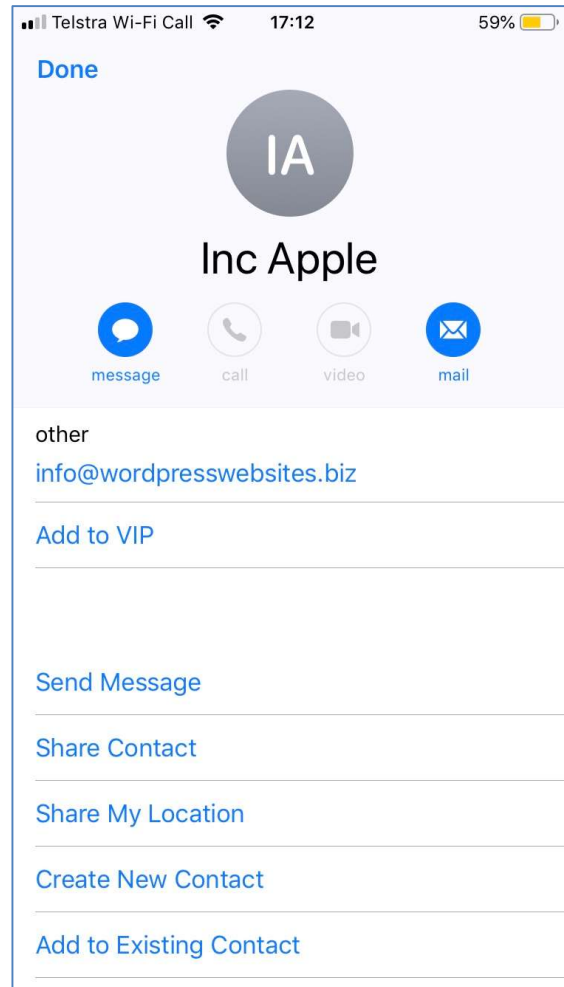 Telstra Wi-Fi Call 17:12 59%
Done
IA
Inc Apple
message call video mail
other
info@wordpresswebsites.biz
Add to VIP
Send Message
Share Contact
Share My Location
Create New Contact
Add to Existing Contact